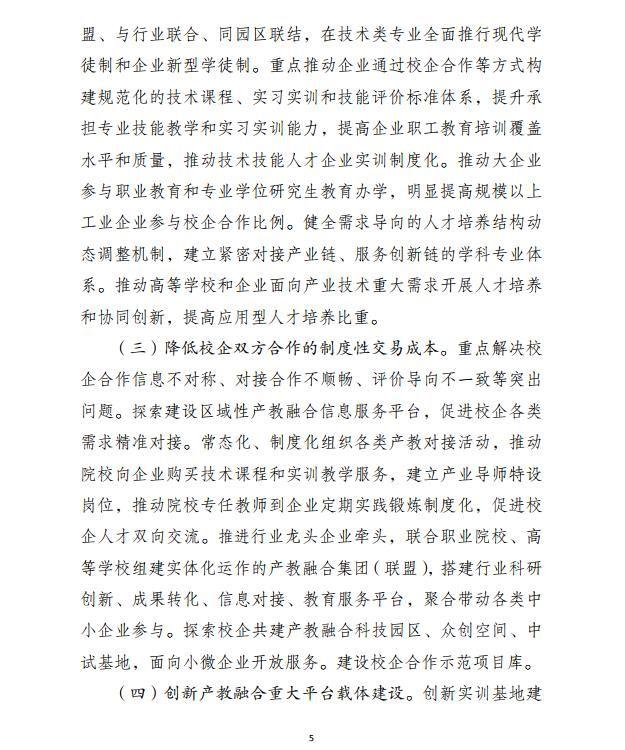 盟、与行业联合、同园区联结，在技术类专业全面推行现代学
徒制和企业新型学徒制。重点推动企业通过校企合作等方式构
建规范化的技术课程、实习实训和技能评价标准体系，提升承
担专业技能教学和实习实训能力，提高企业职工教育培训覆盖
水平和质量，推动技术技能人才企业实训制度化。推动大企业
参与职业教育和专业学位研究生教育办学，明显提高规模以上
工业企业参与校企合作比例。健全需求导向的人才培养结构动
态调整机制，建立紧密对接产业链、服务创新链的学科专业体
系。推动高等学校和企业面向产业技术重大需求开展人才培养
和协同创新，提高应用型人才培养比重。
（三）降低校企双方合作的制度性交易成本。重点解决校
企合作信息不对称、对接合作不顺畅、评价导向不一致等突出
问题。探索建设区域性产教融合信息服务平台，促进校企各类
需求精准对接。常态化、制度化组织各类产教对接活动，推动
院校向企业购买技术课程和实训教学服务，建立产业导师特设
岗位，推动院校专任教师到企业定期实践锻炼制度化，促进校
企人才双向交流。推进行业龙头企业牵头，联合职业院校、高
等学校组建实体化运作的产教融合集团（联盟），搭建行业科研
创新、成果转化、信息对接、教育服务平台，聚合带动各类中
小企业参与。探索校企共建产教融合科技园区、众创空间、中
试基地，面向小微企业开放服务。建设校企合作示范项目库。
（四）创新产教融合重大平台载体建设。创新实训基地建
5